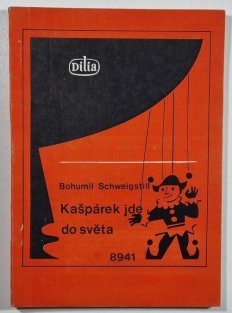 Dilia
Bohumil Schweigstill
Kašpárek jde
do světa
8941